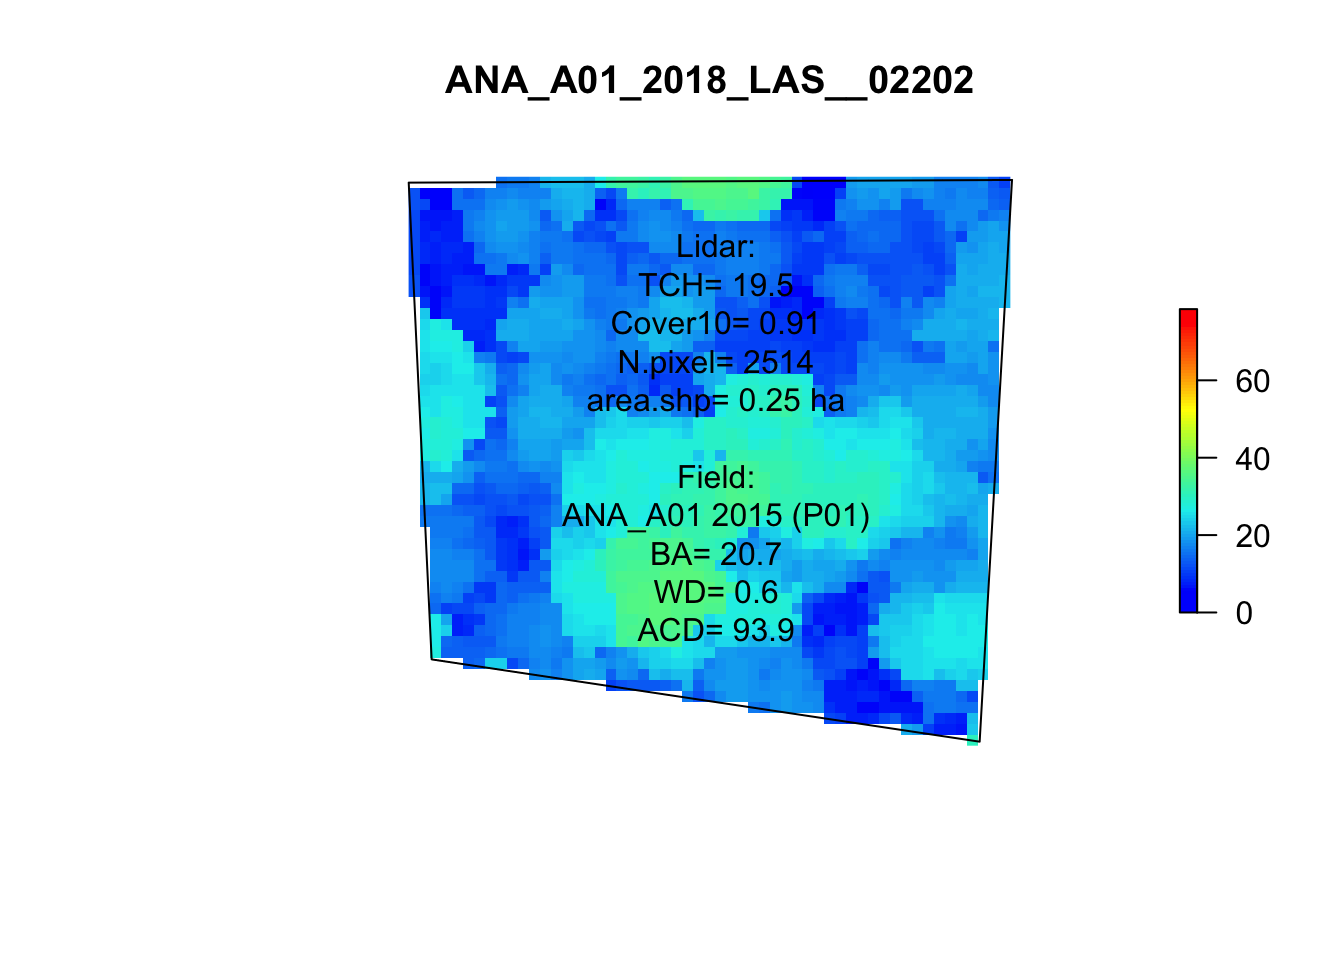 ANA_A01_2018_LAS__02202
Lidar:
TCH= 19.5
Cover10= 0.91
N.pixel= 2514
area.shp= 0.25 ha
Field:
ANA_A01 2015 (P01)
BA= 20.7
WD= 0.6
ACD= 93.9
60
40
20
0